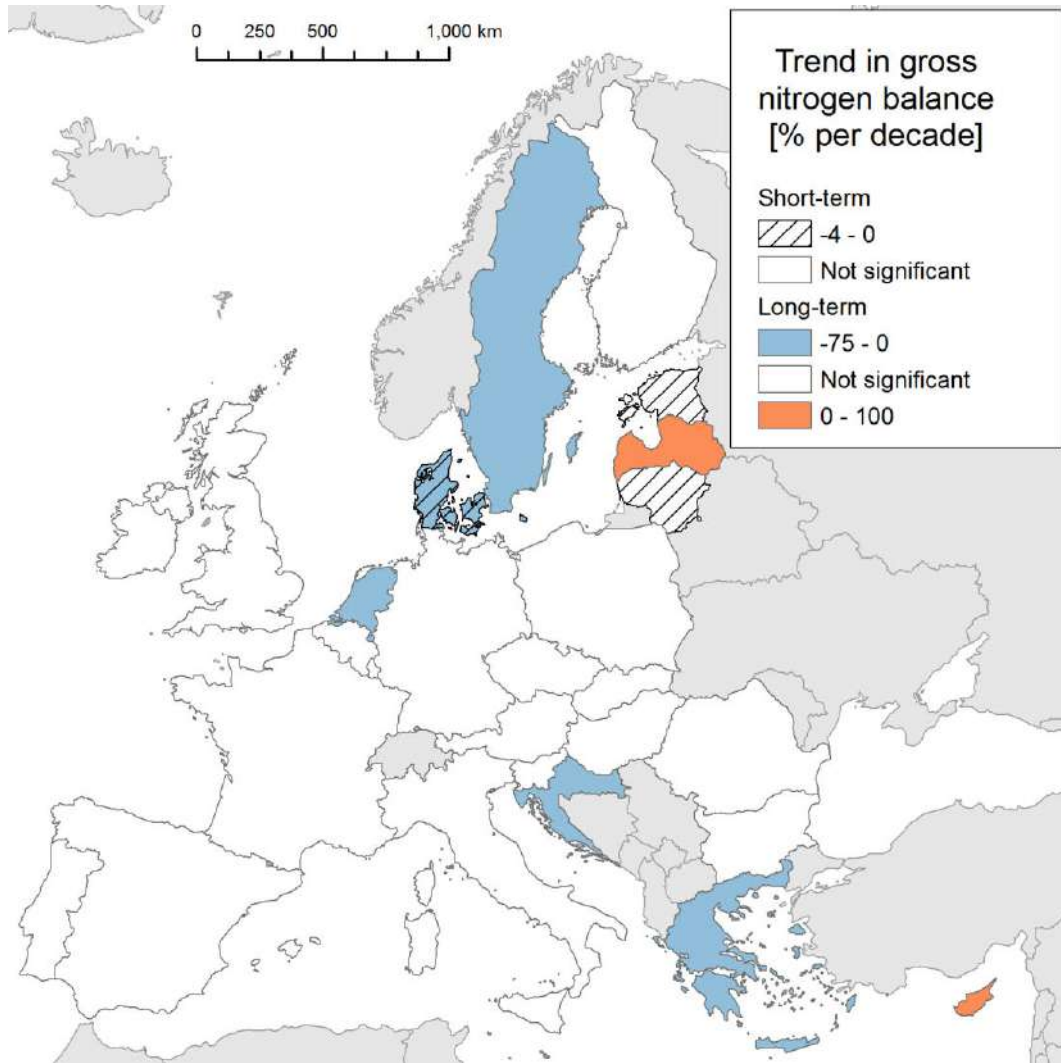 0 250 500 1,000 km
Trend in gross
nitrogen balance
[% per decade]
Short-term
-4 - 0
Not significant
Long-term
-75 - 0
Not significant
0 - 100